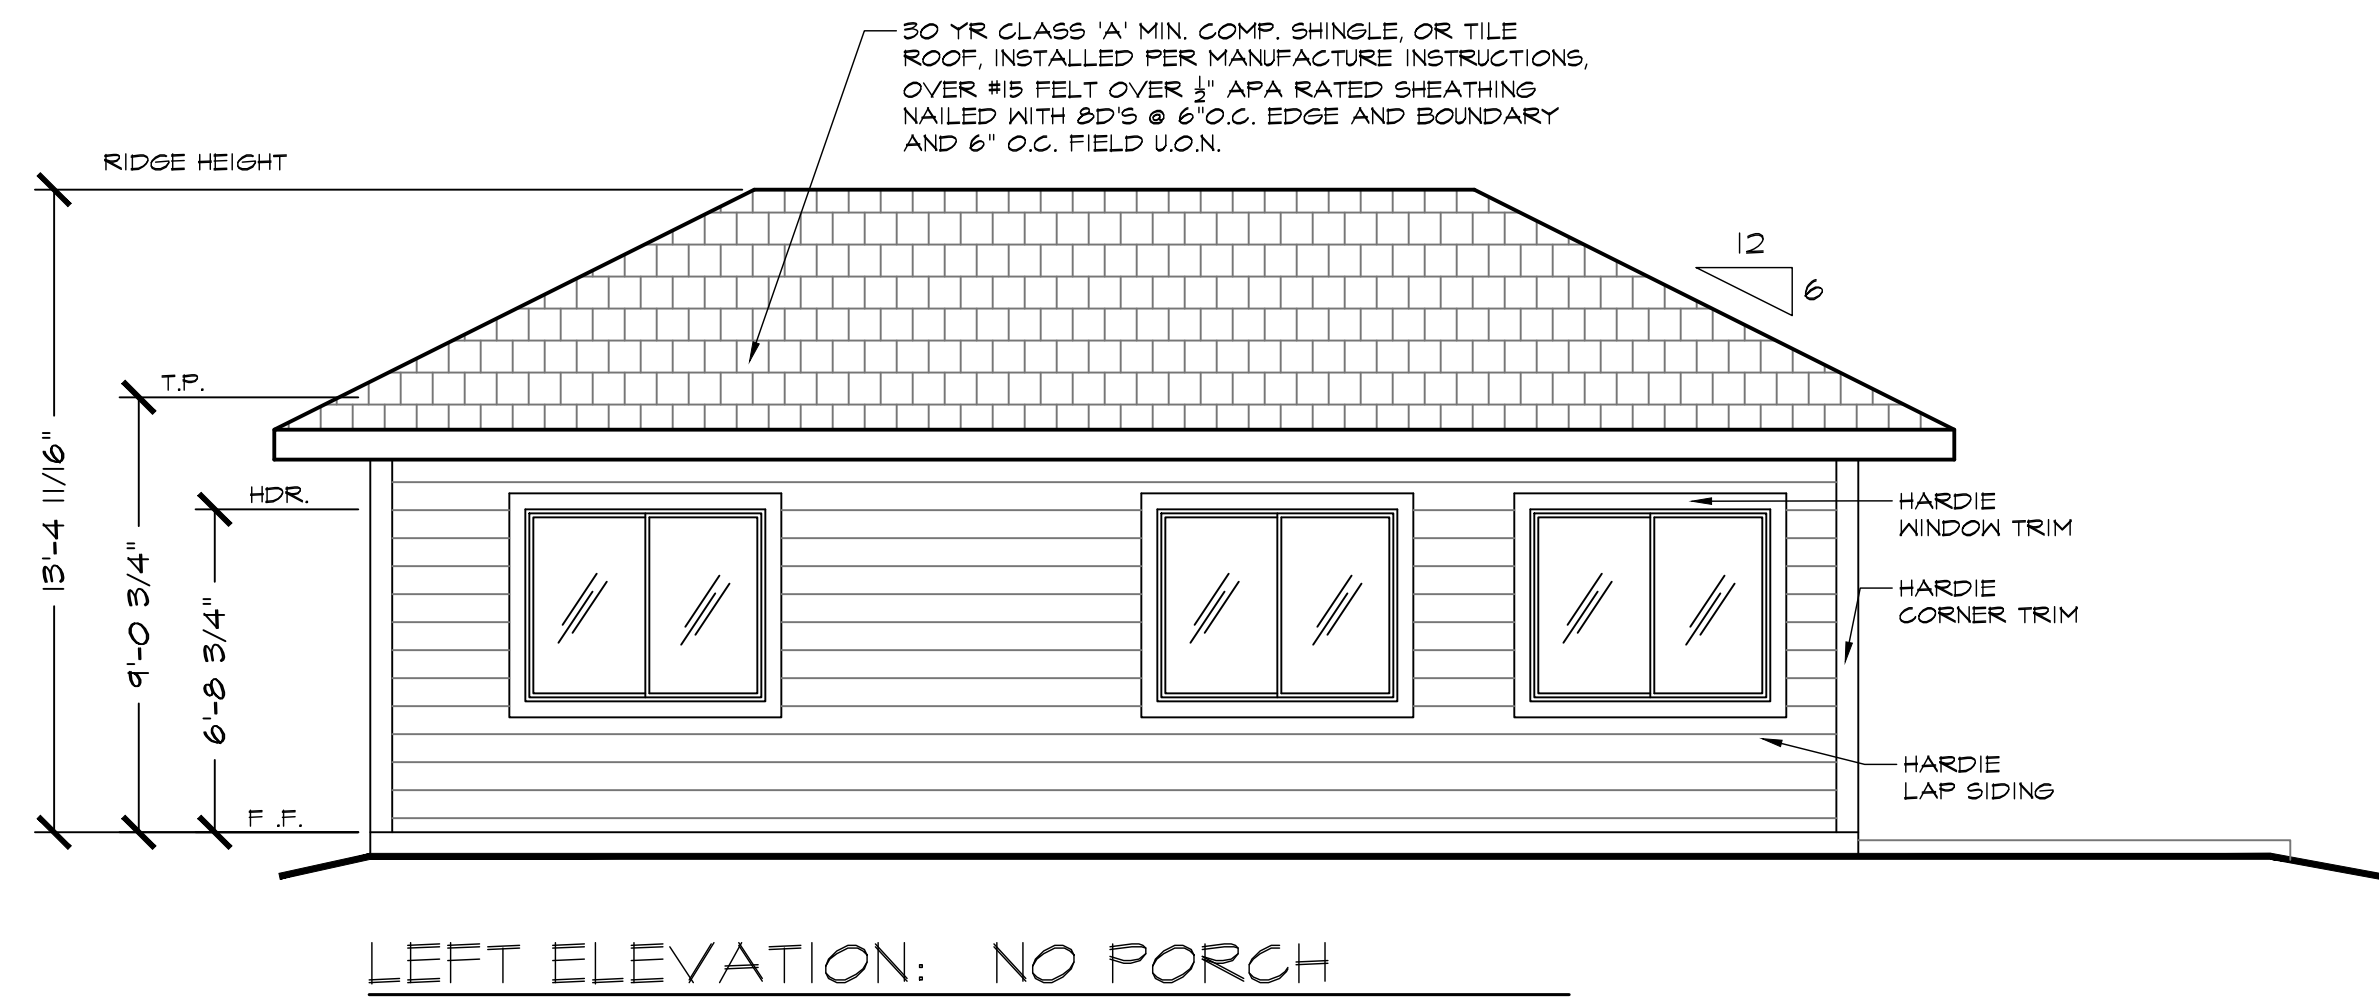 30 YR CLASS 'A' MIN. COMP. SHINGLE, OR TILE
ROOF, INSTALLED PER MANUFACTURE INSTRUCTIONS,
OVER #15 FELT OVER ½" APA RATED SHEATHING
NAILED WITH 8D'S @ 6"O.C. EDGE AND BOUNDARY
AND 6" O.C. FIELD U.O.N.
RIDGE HEIGHT
12
6
T.P.
13'-4 11/16"
9'-0 3/4"
6'-8 3/4"
HDR.
HARDIE
WINDOW TRIM
HARDIE
CORNER TRIM
HARDIE
LAP SIDING
F .F.
LEFT ELEVATION: NO PORCH